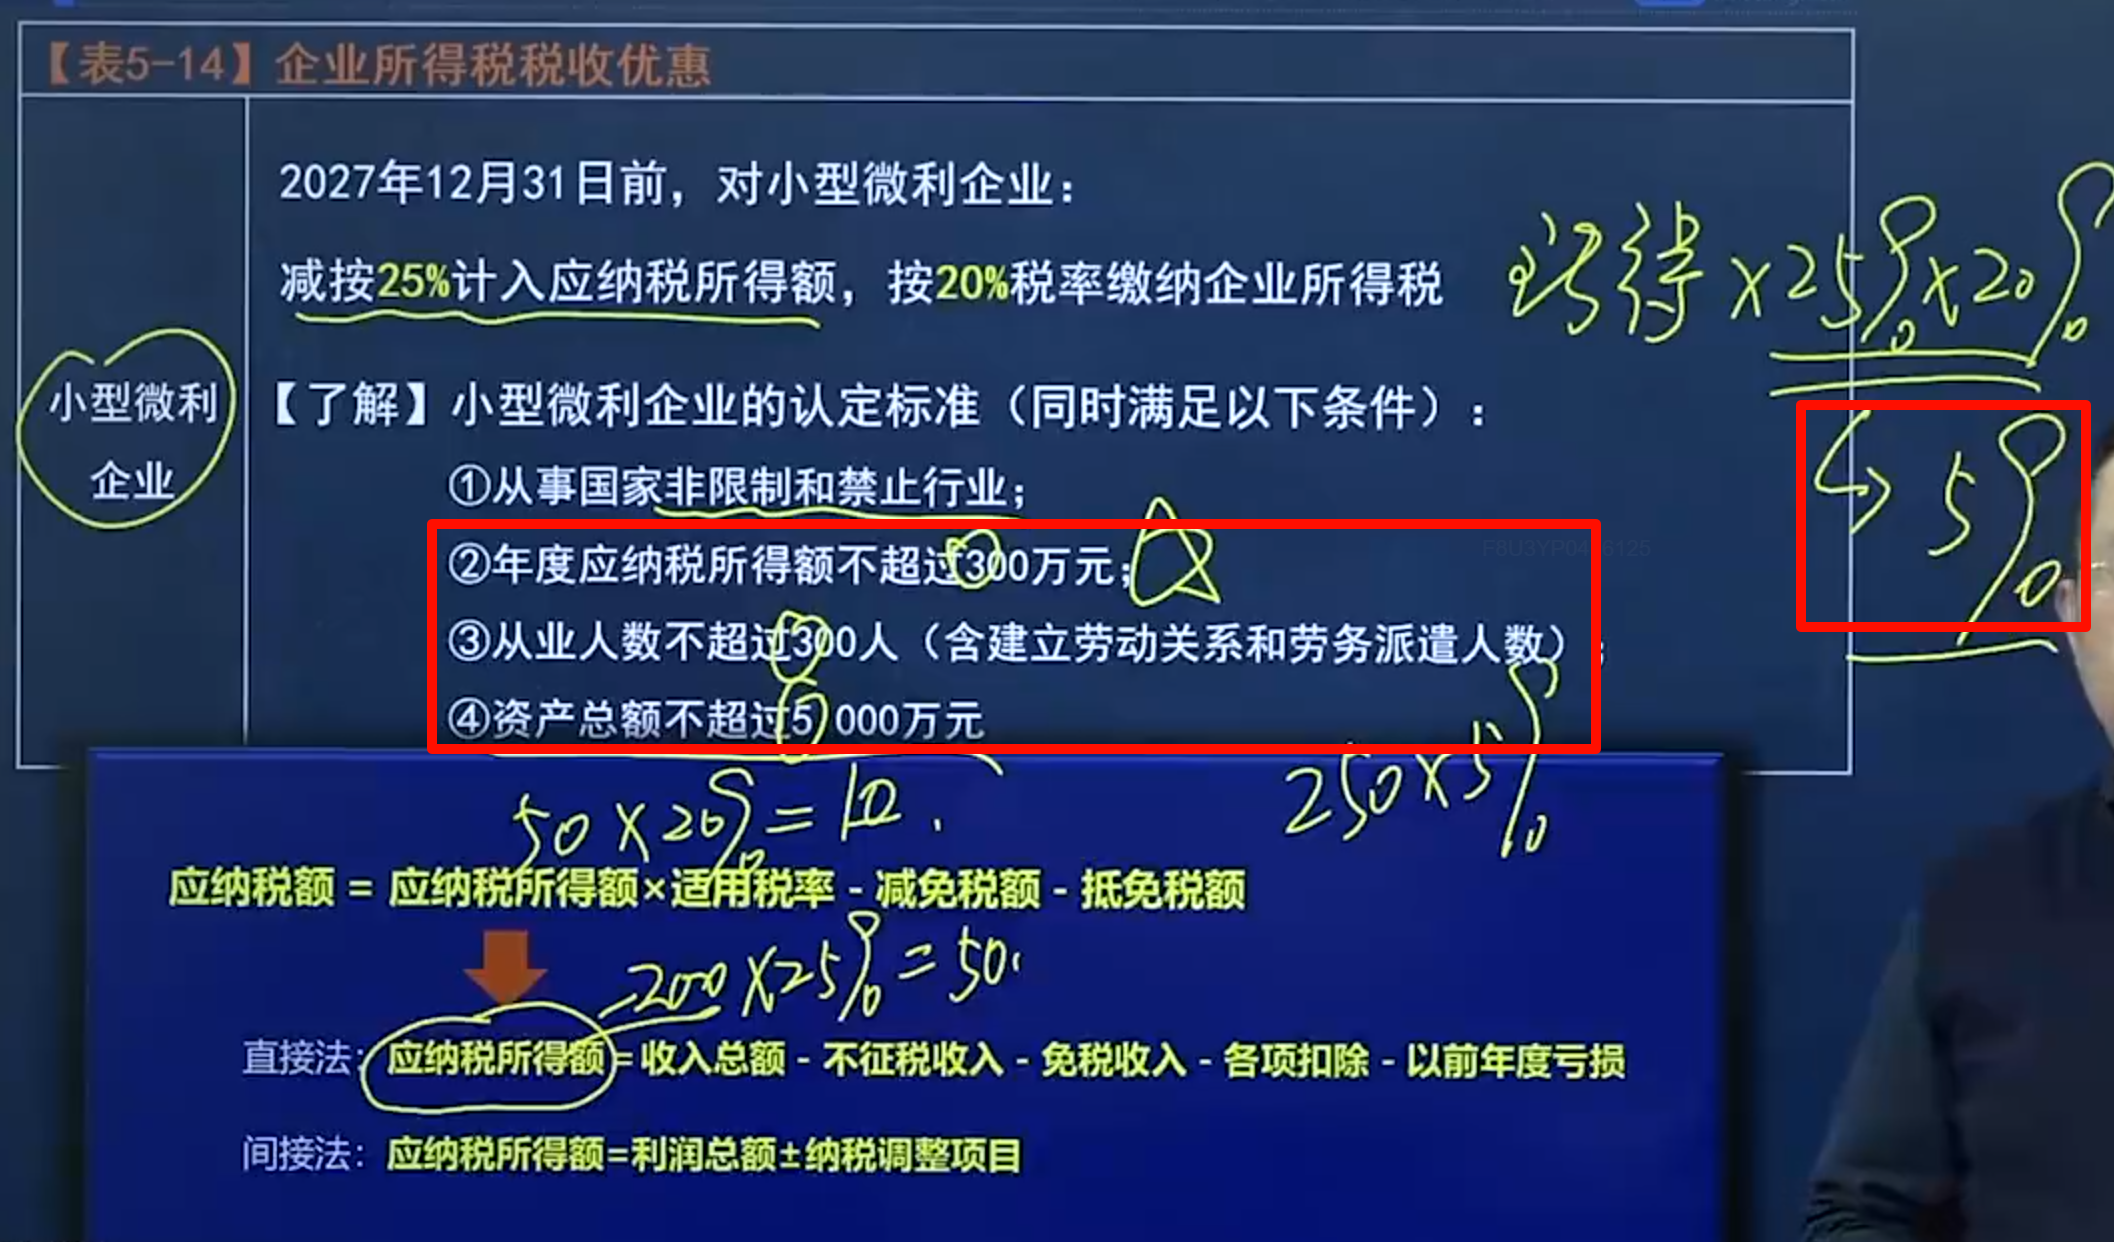 【表5-14】企业所得税税收优惠
小型微利
企业
2027年12月31日前，对小型微利企业：
减按25%计入应纳税所得额，按20%税率缴纳企业所得税
所得×25%×20%
↳ 5%
【了解】小型微利企业的认定标准（同时满足以下条件）：
①从事国家非限制和禁止行业；
②年度应纳税所得额不超过300万元；
③从业人数不超过300人（含建立劳动关系和劳务派遣人数）；
④资产总额不超过5 000万元
50×20%=10.
250×5%
应纳税额 = 应纳税所得额×适用税率 - 减免税额 - 抵免税额
200×25%=50.
直接法：应纳税所得额=收入总额 - 不征税收入 - 免税收入 - 各项扣除 - 以前年度亏损
间接法：应纳税所得额=利润总额±纳税调整项目